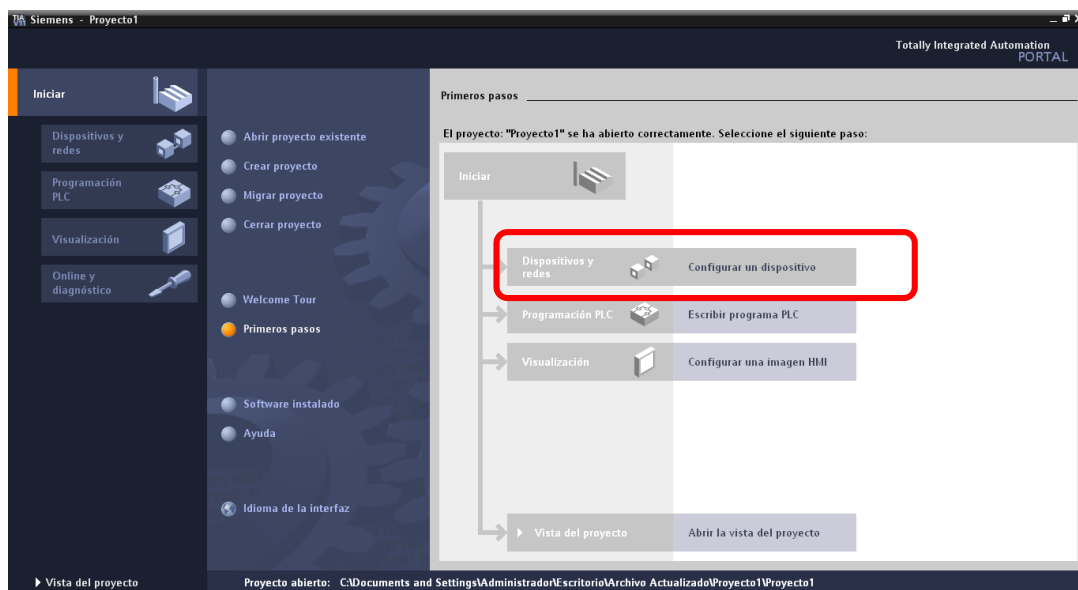 Siemens - Proyecto1
Totally Integrated Automation
PORTAL
Iniciar
Dispositivos y
redes
Programación
PLC
Visualización
Online y
diagnóstico
Vista del proyecto
Abrir proyecto existente
Crear proyecto
Migrar proyecto
Cerrar proyecto
Welcome Tour
Primeros pasos
Software instalado
Ayuda
Idioma de la interfaz
Primeros pasos
El proyecto: "Proyecto1" se ha abierto correctamente. Seleccione el siguiente paso:
Iniciar
Dispositivos y
redes
Configurar un dispositivo
Programación PLC
Escribir programa PLC
Visualización
Configurar una imagen HMI
Vista del proyecto
Abrir la vista del proyecto
Proyecto abierto: C:\Documents and Settings\Administrador\Escritorio\Archivo Actualizado\Proyecto1\Proyecto1